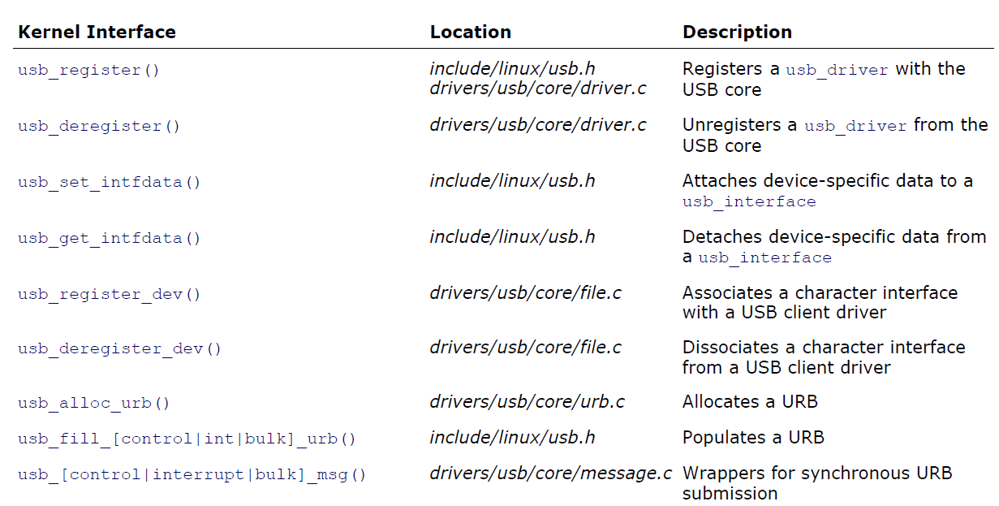 Kernel Interface Location Description
usb_register() include/linux/usb.h Registers a usb_driver with the
drivers/usb/core/driver.c USB core
usb_deregister() drivers/usb/core/driver.c Unregisters a usb_driver from the
USB core
usb_set_intfdata() include/linux/usb.h Attaches device-specific data to a
usb_interface
usb_get_intfdata() include/linux/usb.h Detaches device-specific data from
a usb_interface
usb_register_dev() drivers/usb/core/file.c Associates a character interface
with a USB client driver
usb_deregister_dev() drivers/usb/core/file.c Dissociates a character interface
from a USB client driver
usb_alloc_urb() drivers/usb/core/urb.c Allocates a URB
usb_fill_[control|int|bulk]_urb() include/linux/usb.h Populates a URB
usb_[control|interrupt|bulk]_msg() drivers/usb/core/message.c Wrappers for synchronous URB
submission